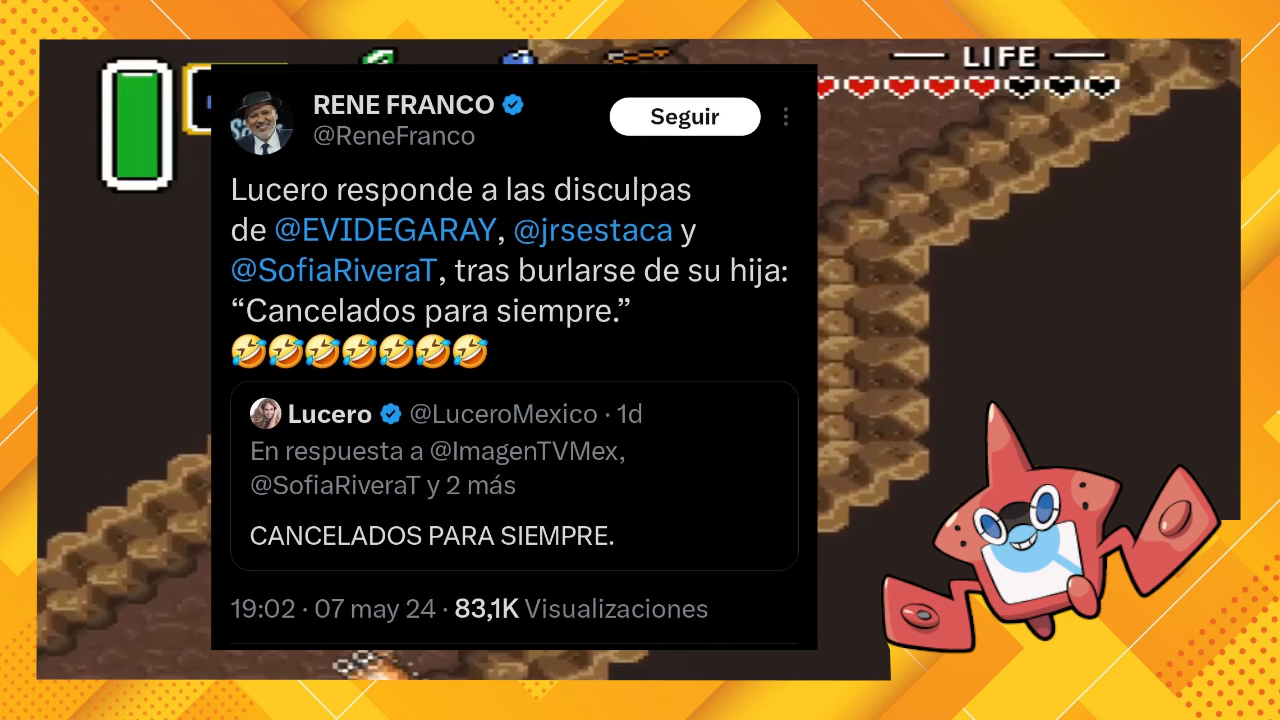 LIFE
RENE FRANCO
@ReneFranco
Seguir
Lucero responde a las disculpas
de @EVIDEGARAY, @jrsestaca y
@SofiaRiveraT, tras burlarse de su hija:
“Cancelados para siempre.”
🤣🤣🤣🤣🤣🤣🤣
Lucero @LuceroMexico · 1d
En respuesta a @ImagenTVMex,
@SofiaRiveraT y 2 más
CANCELADOS PARA SIEMPRE.
19:02 · 07 may 24 · 83,1K Visualizaciones